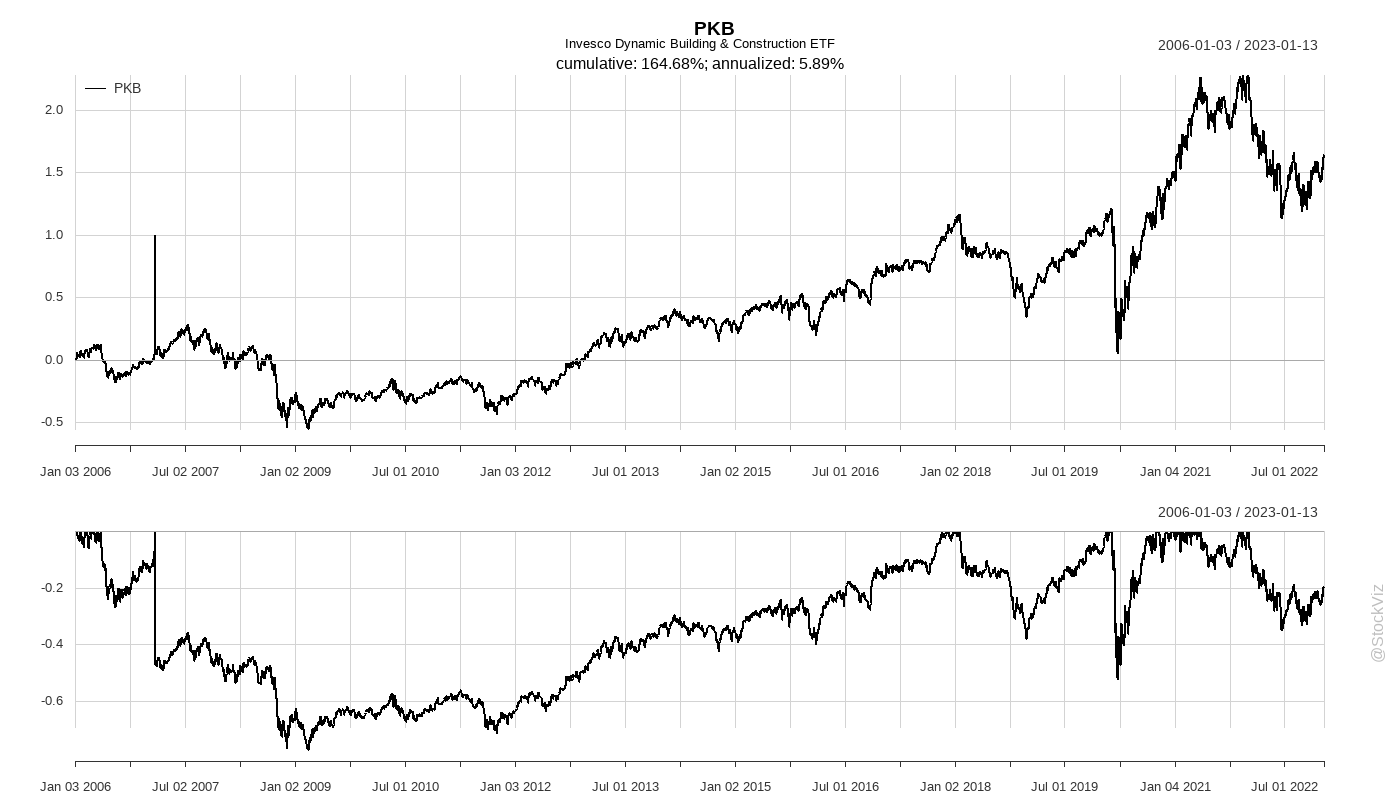 PKB
Invesco Dynamic Building & Construction ETF
cumulative: 164.68%; annualized: 5.89%
2006-01-03 / 2023-01-13
PKB
2.0
1.5
1.0
0.5
0.0
-0.5
Jan 03 2006 Jul 02 2007 Jan 02 2009 Jul 01 2010 Jan 03 2012 Jul 01 2013 Jan 02 2015 Jul 01 2016 Jan 02 2018 Jul 01 2019 Jan 04 2021 Jul 01 2022
2006-01-03 / 2023-01-13
-0.2
-0.4
-0.6
Jan 03 2006 Jul 02 2007 Jan 02 2009 Jul 01 2010 Jan 03 2012 Jul 01 2013 Jan 02 2015 Jul 01 2016 Jan 02 2018 Jul 01 2019 Jan 04 2021 Jul 01 2022
@StockViz